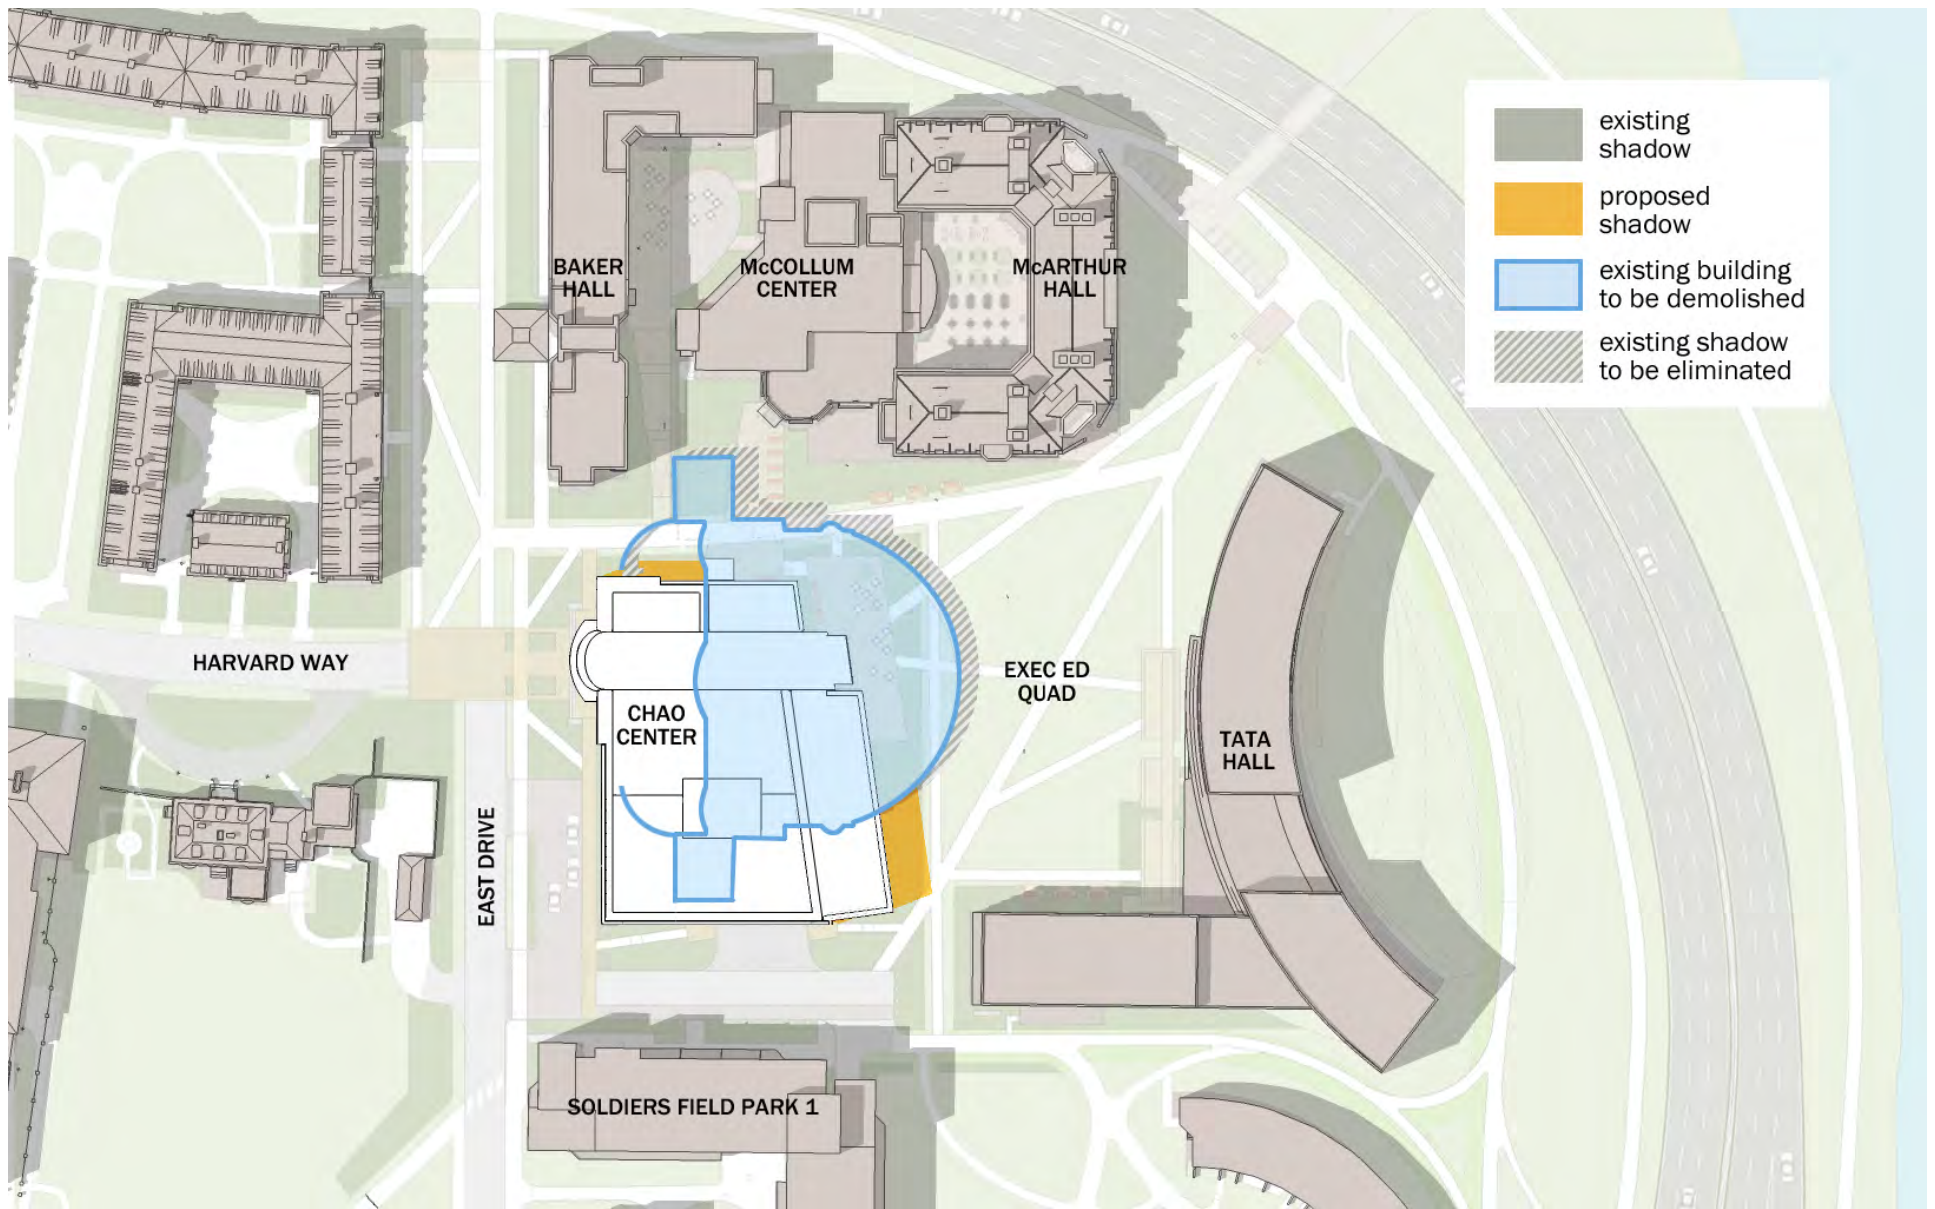 existing
shadow
proposed
shadow
existing building
to be demolished
existing shadow
to be eliminated
BAKER
HALL
McCOLLUM
CENTER
McARTHUR
HALL
HARVARD WAY
EXEC ED
QUAD
CHAO
CENTER
TATA
HALL
EAST DRIVE
SOLDIERS FIELD PARK 1